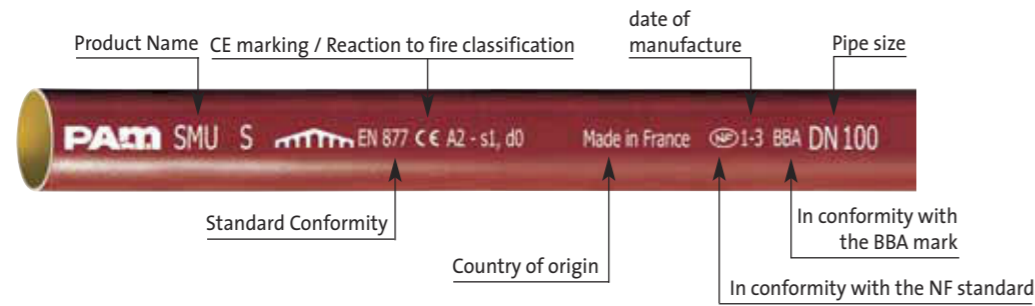 date of
manufacture
Product Name
CE marking / Reaction to fire classification
Pipe size
PAM SMU S EN 877 CE A2 - s1, d0 Made in France NF 1-3 BBA DN 100
Standard Conformity
In conformity with
the BBA mark
Country of origin
In conformity with the NF standard